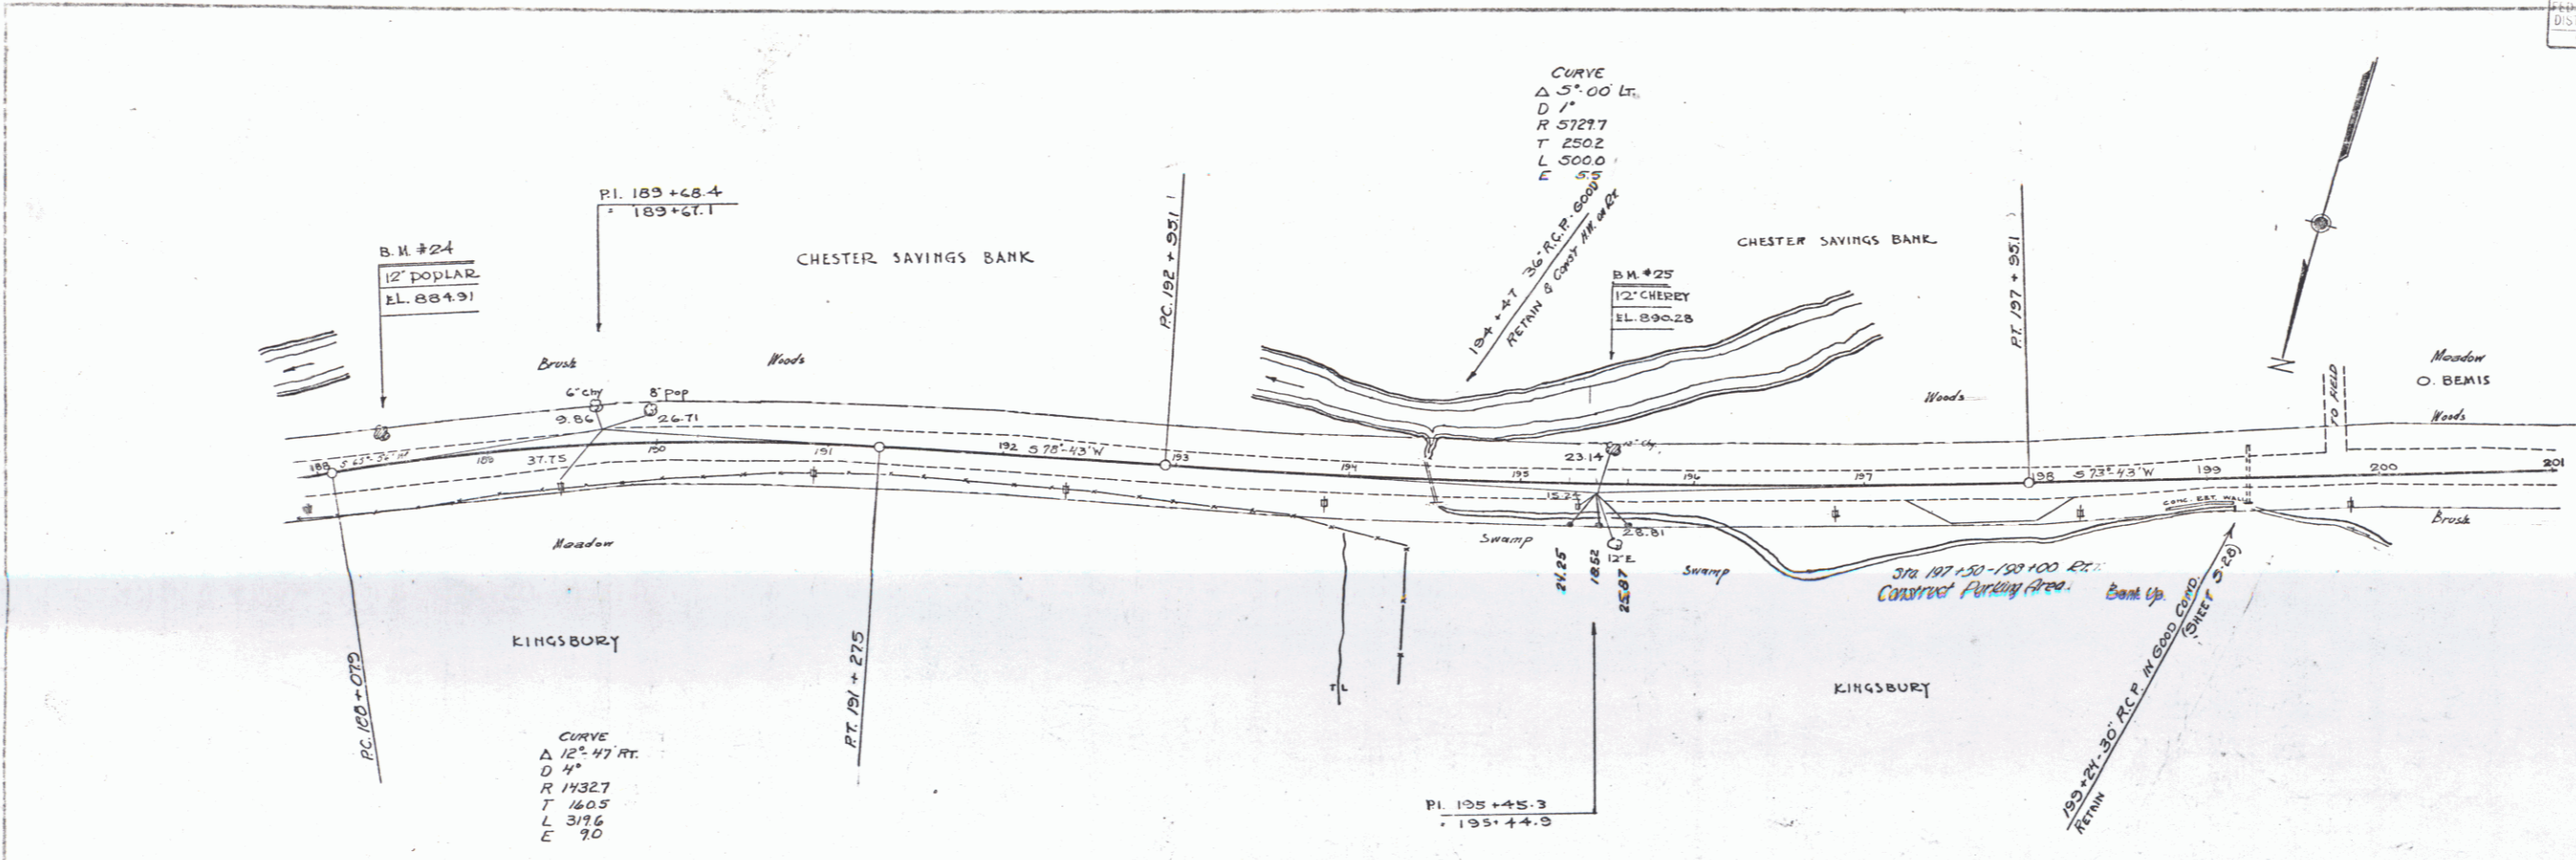 CURVE
Δ 5°-00' LT.
D 1°
R 5729.7
T 250.2
L 500.0
E 5.5
P.I. 189+68.4
= 189+67.1
B.M. #24
12" POPLAR
EL. 884.91
CHESTER SAVINGS BANK
P.C. 192 + 95.1
194 + 47 36" R.C.P. - GOOD
RETAIN & CONST. HW. ON RT.
B.M. #25
12" CHERRY
EL. 890.28
CHESTER SAVINGS BANK
P.T. 197 + 95.1
N
TO FIELD
Meadow
O. BEMIS
Woods
Brush
Woods
Woods
6" Chy
8" Pop
9.86
26.71
37.75
188
189
190
191
192
S 78°-43' W
193
194
195
196
197
198
S 73°-43' W
199
200
201
23.14
15.24
CONC. RET. WALL
Brush
Meadow
Swamp
28.81
12" E
24.25
18.52
25.87
Swamp
Sta. 197+50-198+00 RT.
Construct Parking Area.
Bank Up.
199+24-30" R.C.P. IN GOOD COND.
RETAIN
(SHEET S-28)
KINGSBURY
KINGSBURY
T L
P.C. 188 + 07.9
P.T. 191 + 27.5
CURVE
Δ 12°-47' RT.
D 4°
R 1432.7
T 160.5
L 319.6
E 9.0
P.I. 195+45.3
= 195+44.9